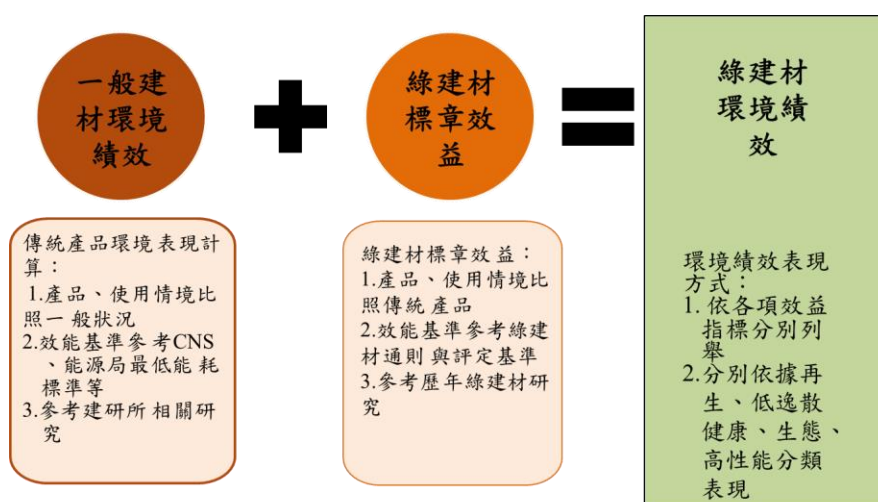 一般建
材環境
績效
綠建材
標章效
益
綠建材
環境績
效
傳統產品環境表現計
算：
1.產品、使用情境比
照一般狀況
2.效能基準參考CNS
、能源局最低能耗
標準等
3.參考建研所相關研
究
綠建材標章效益：
1.產品、使用情境比
照傳統產品
2.效能基準參考綠建
材通則與評定基準
3.參考歷年綠建材研
究
環境績效表現
方式：
1. 依各項效益
指標分別列
舉
2.分別依據再
生、低逸散
健康、生態、
高性能分類
表現